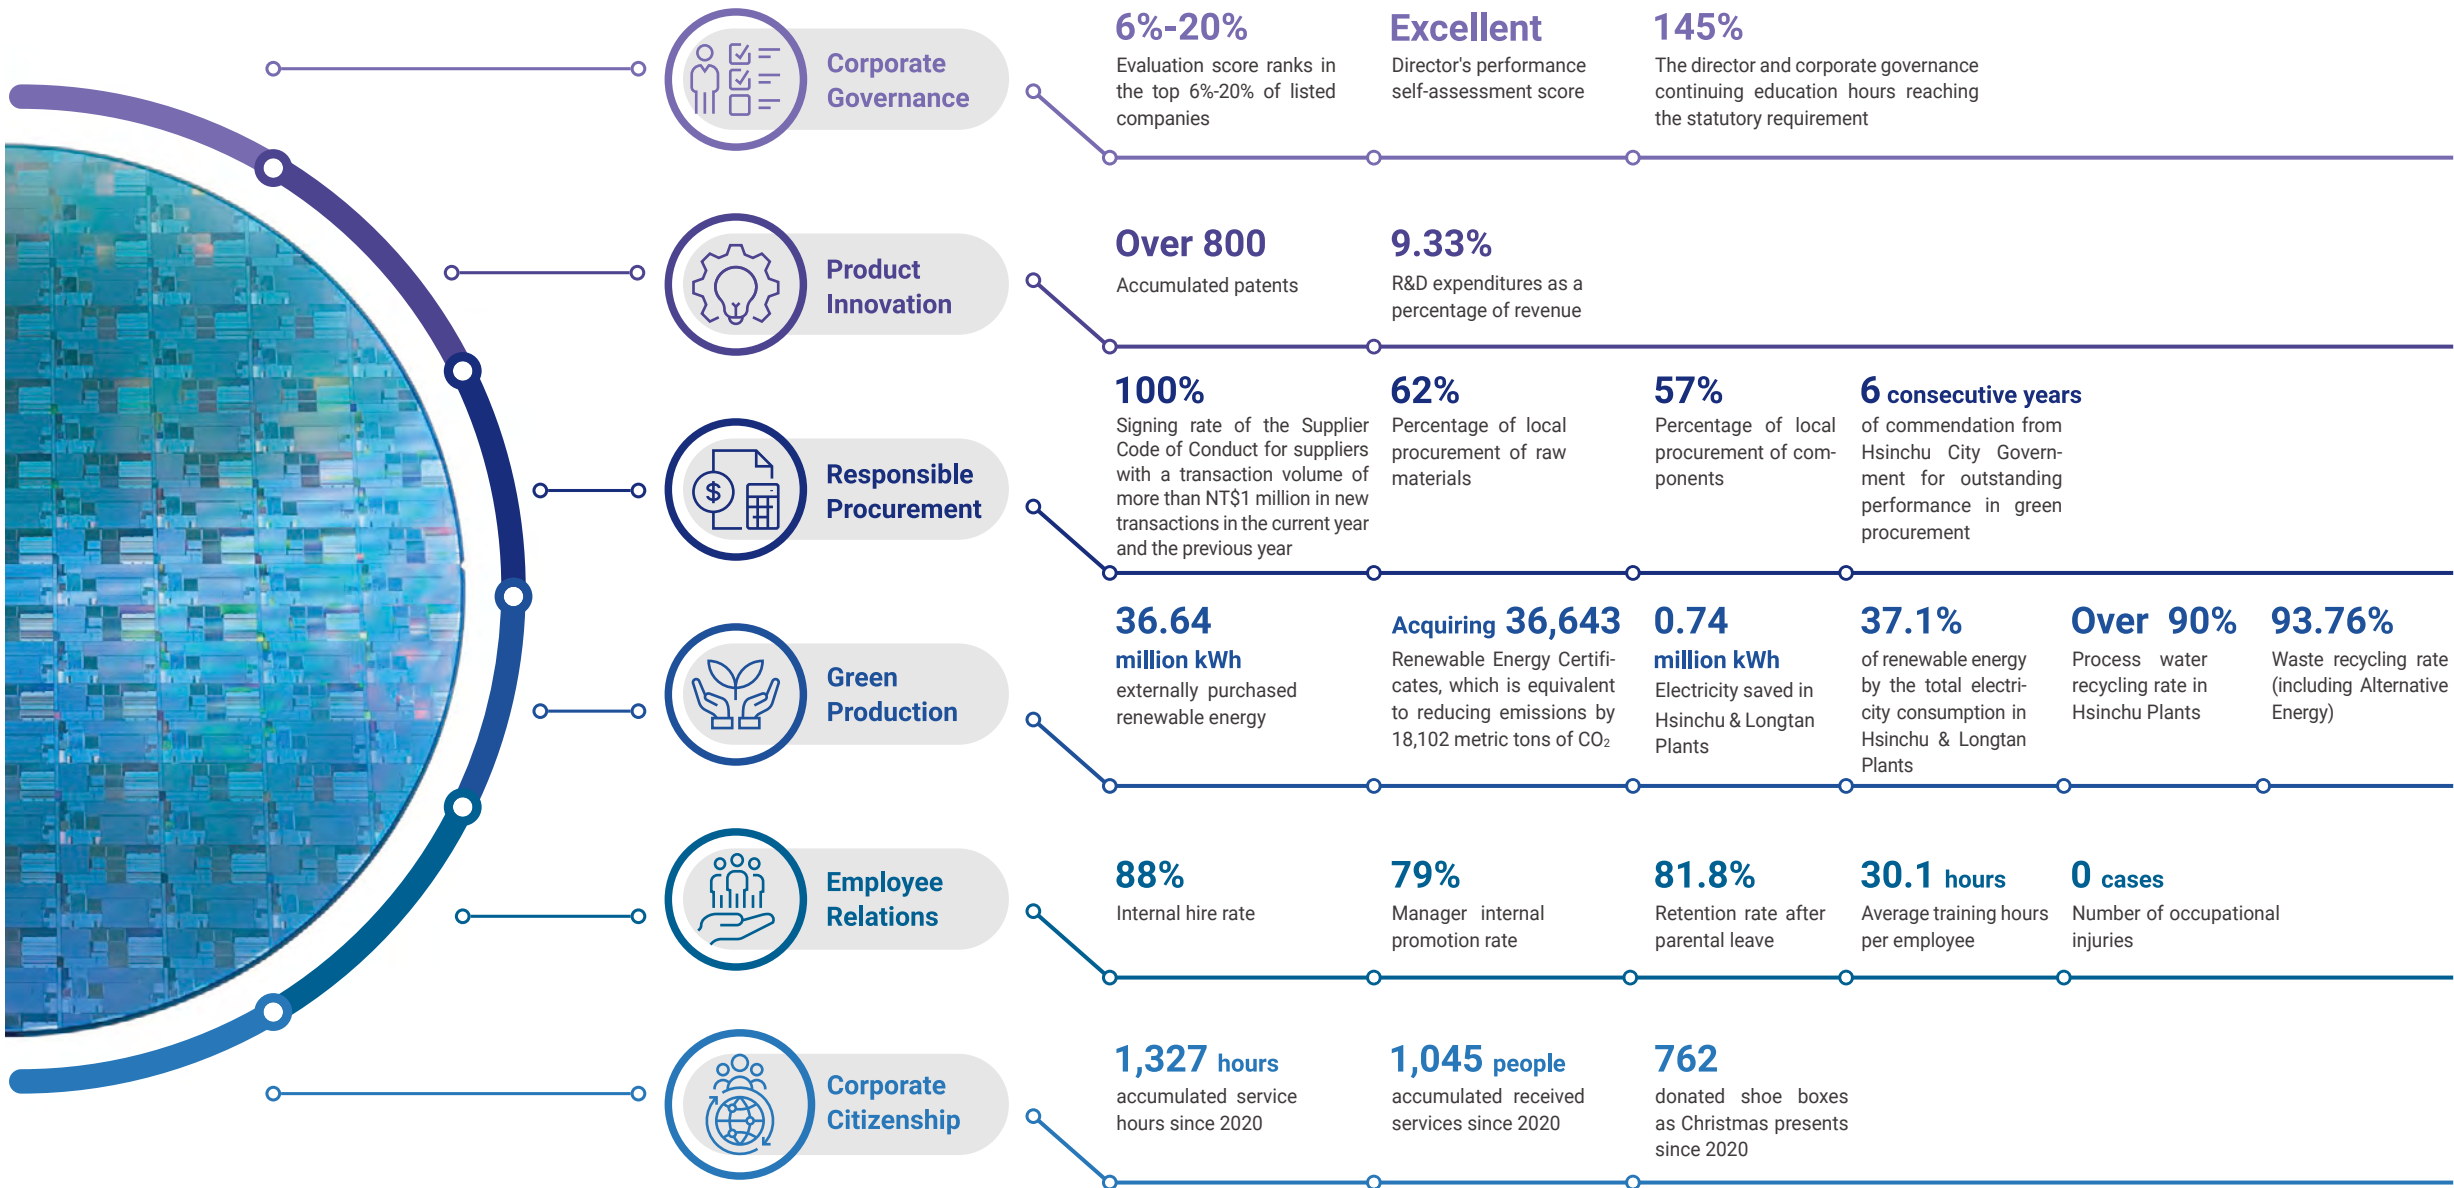 Corporate
Governance
6%-20%
Evaluation score ranks in
the top 6%-20% of listed
companies
Excellent
Director's performance
self-assessment score
145%
The director and corporate governance
continuing education hours reaching
the statutory requirement
Product
Innovation
Over 800
Accumulated patents
9.33%
R&D expenditures as a
percentage of revenue
Responsible
Procurement
100%
Signing rate of the Supplier
Code of Conduct for suppliers
with a transaction volume of
more than NT$1 million in new
transactions in the current year
and the previous year
62%
Percentage of local
procurement of raw
materials
57%
Percentage of local
procurement of com-
ponents
6 consecutive years
of commendation from
Hsinchu City Govern-
ment for outstanding
performance in green
procurement
$
Green
Production
36.64
million kWh
externally purchased
renewable energy
Acquiring 36,643
Renewable Energy Certifi-
cates, which is equivalent
to reducing emissions by
18,102 metric tons of CO₂
0.74
million kWh
Electricity saved in
Hsinchu & Longtan
Plants
37.1%
of renewable energy
by the total electri-
city consumption in
Hsinchu & Longtan
Plants
Over 90%
Process water
recycling rate in
Hsinchu Plants
93.76%
Waste recycling rate
(including Alternative
Energy)
Employee
Relations
88%
Internal hire rate
79%
Manager internal
promotion rate
81.8%
Retention rate after
parental leave
30.1 hours
Average training hours
per employee
0 cases
Number of occupational
injuries
Corporate
Citizenship
1,327 hours
accumulated service
hours since 2020
1,045 people
accumulated received
services since 2020
762
donated shoe boxes
as Christmas presents
since 2020